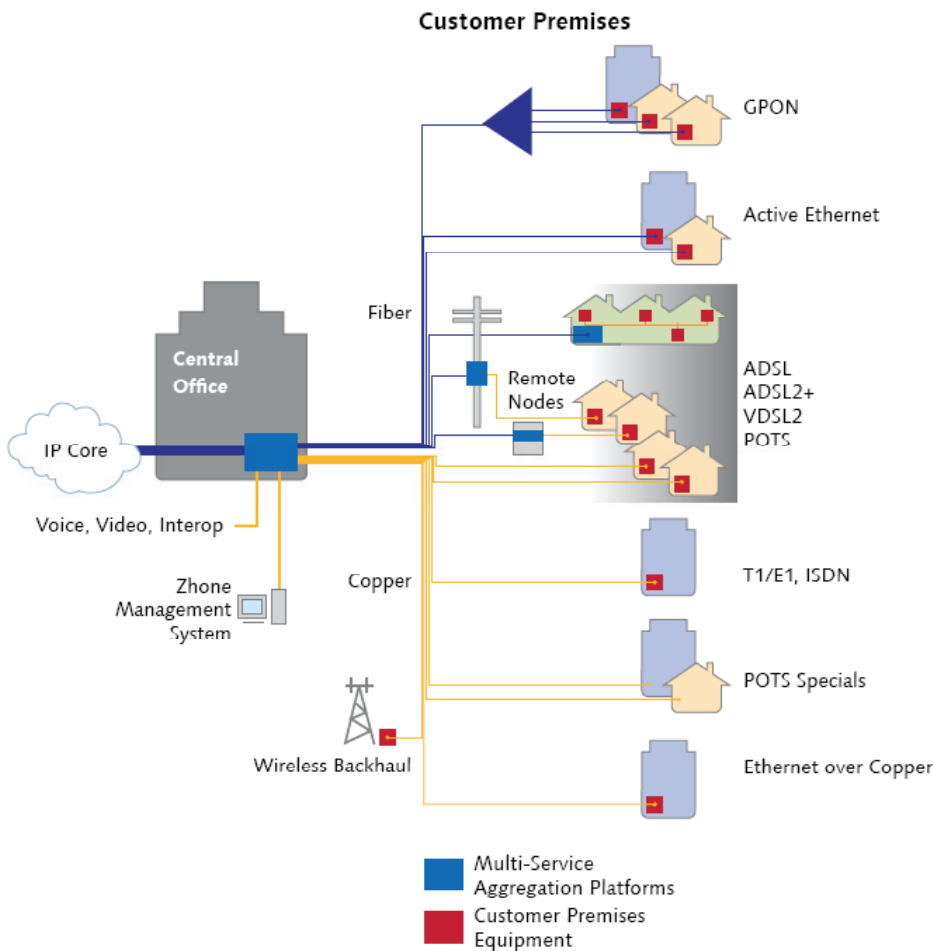 Customer Premises
GPON
Active Ethernet
Fiber
Central
Office
Remote
Nodes
ADSL
ADSL2+
VDSL2
POTS
IP Core
Voice, Video, Interop
Zhone
Management
System
Copper
T1/E1, ISDN
POTS Specials
Wireless Backhaul
Ethernet over Copper
Multi-Service
Aggregation Platforms
Customer Premises
Equipment